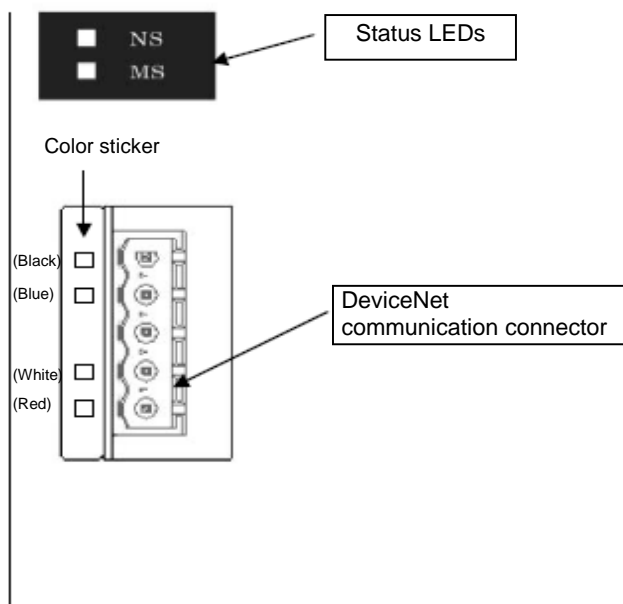 NS
MS
Status LEDs
Color sticker
(Black)
(Blue)
(White)
(Red)
DeviceNet
communication connector